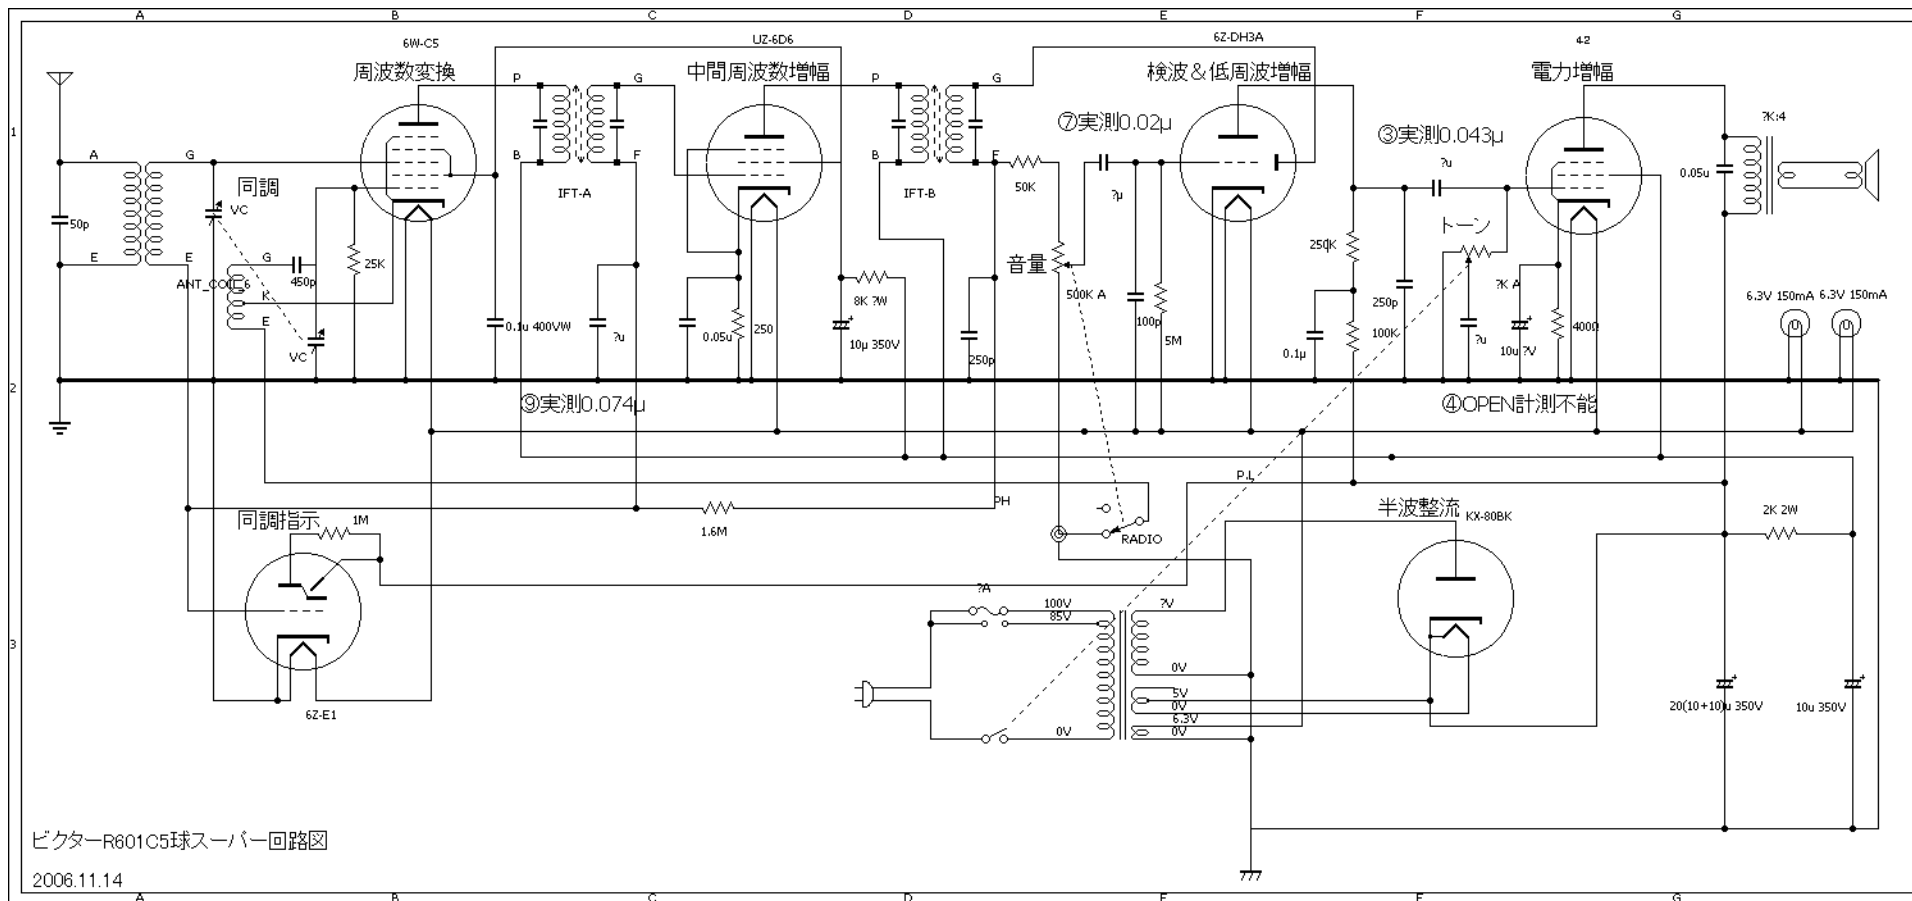 A B C D E F G
6W-C5 UZ-6D6 6Z-DH3A 42
周波数変換 中間周波数増幅 検波&低周波増幅 電力増幅
P G P G
1
⑦実測0.02μ ③実測0.043μ
?K:4
A G B F B F
?u
0.05u
同調
VC
IFT-A IFT-B
50K
?μ
50p
トーン
250K
E E G
25K
音量
ANT_COIL6
450p
K
8K ?W
500K A
250p
?K A
6.3V 150mA 6.3V 150mA
E
0.1u 400VW
?u
0.05u
250
10μ 350V
250p
100p
5M
0.1μ
100K
?u
10u ?V
400Ω
VC
2
⑨実測0.074μ ④OPEN計測不能
P.L
PH
半波整流 KX-80BK
同調指示 1M
1.6M
RADIO
2K 2W
?A
100V ?V
85V
3
0V
5V
0V
6.3V
0V 0V
6Z-E1
20(10+10)u 350V 10u 350V
ビクターR601C5球スーパー回路図
2006.11.14
A B C D E F G